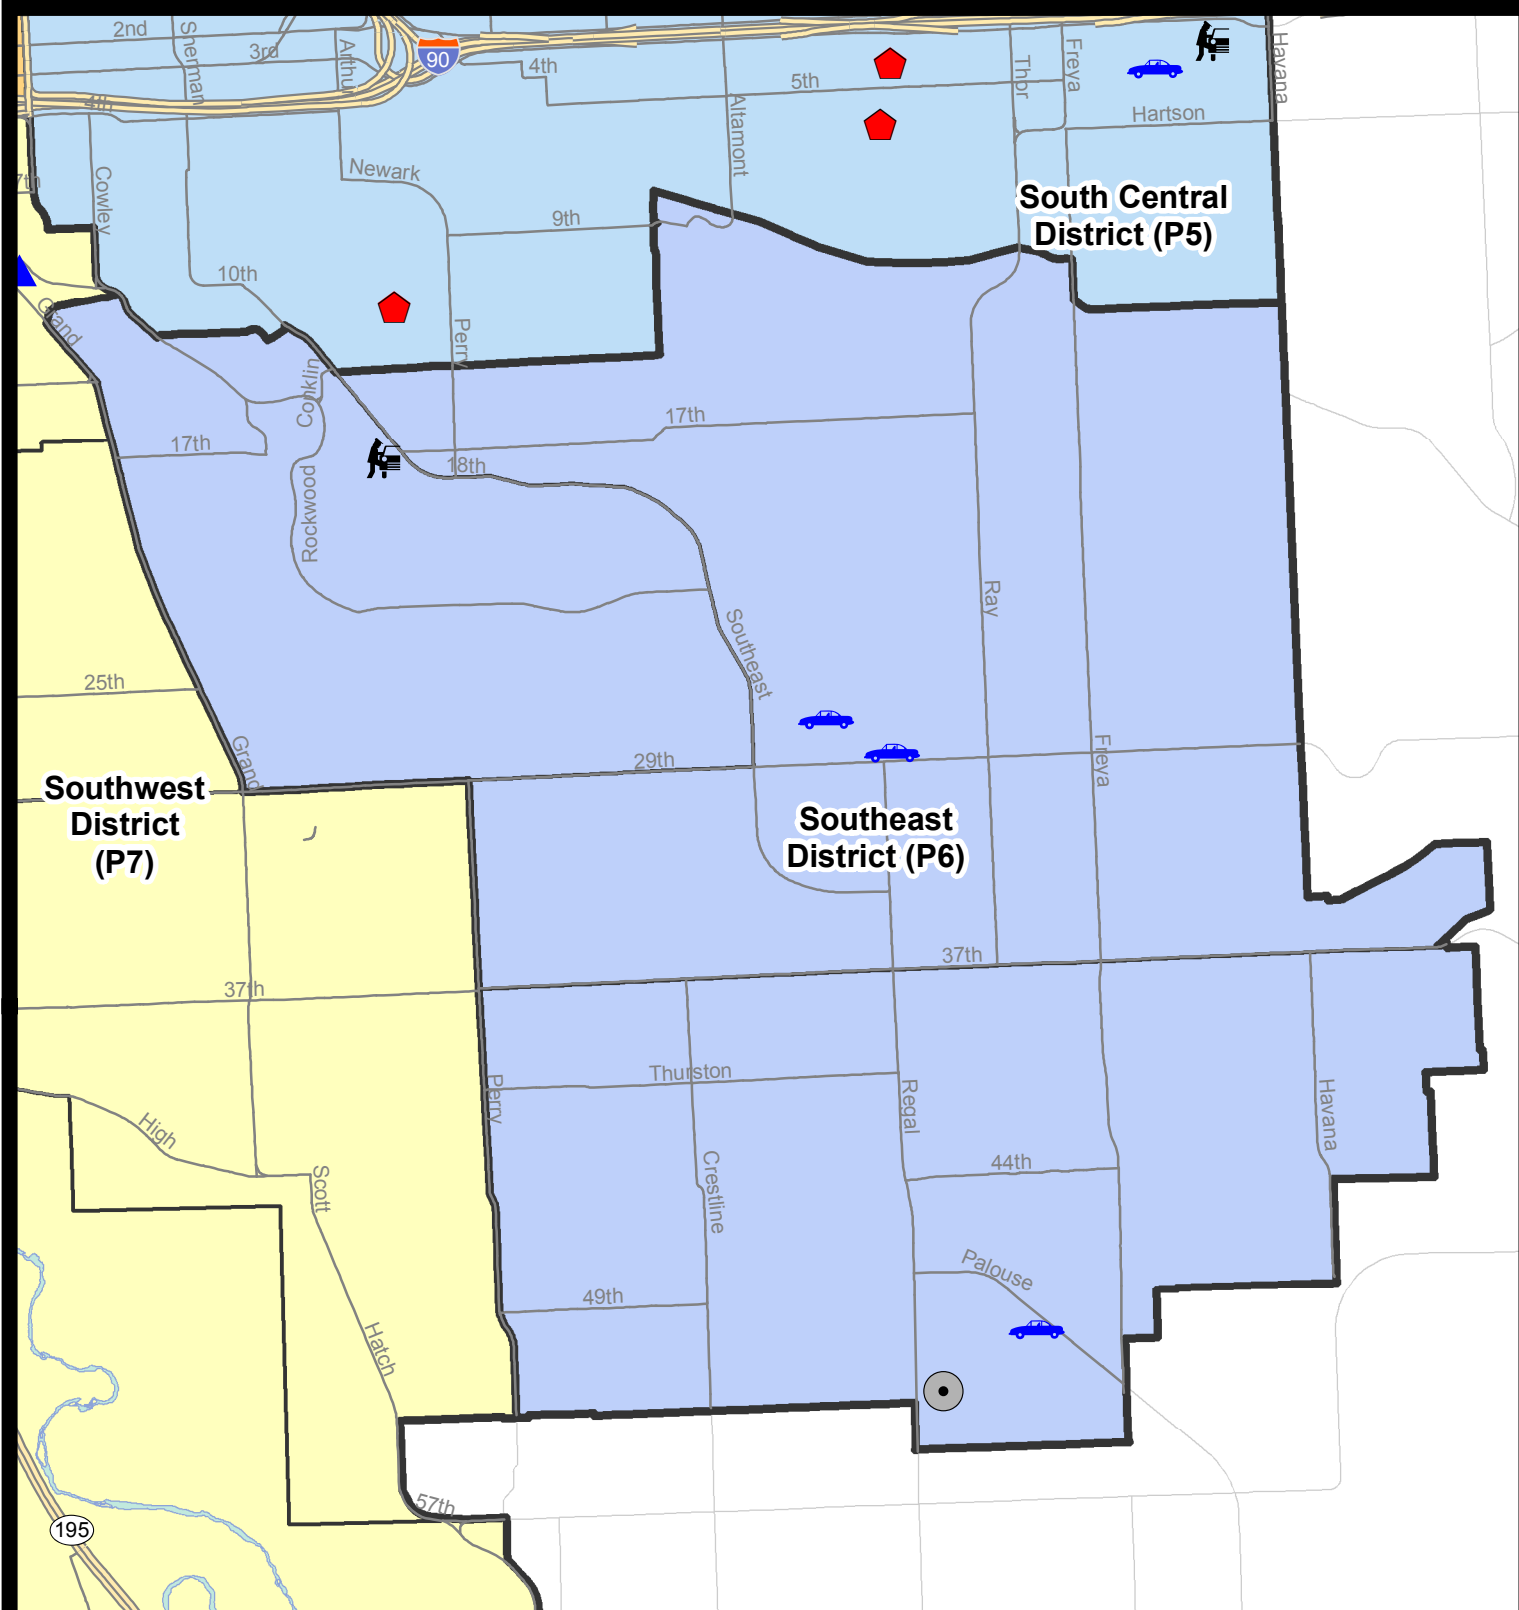 2nd
Sherman
3rd
Arthur
90
4th
5th
Thor
Freya
Havana
4th
Altamont
Hartson
7th
Cowley
Newark
South Central
District (P5)
9th
10th
Grand
Perry
Conklin
17th
17th
18th
Rockwood
Ray
Southeast
25th
Grand
29th
Freya
Southwest
District
(P7)
Southeast
District (P6)
37th
37th
Thurston
Perry
Regal
Havana
High
Crestline
44th
Scott
Palouse
49th
Hatch
57th
195